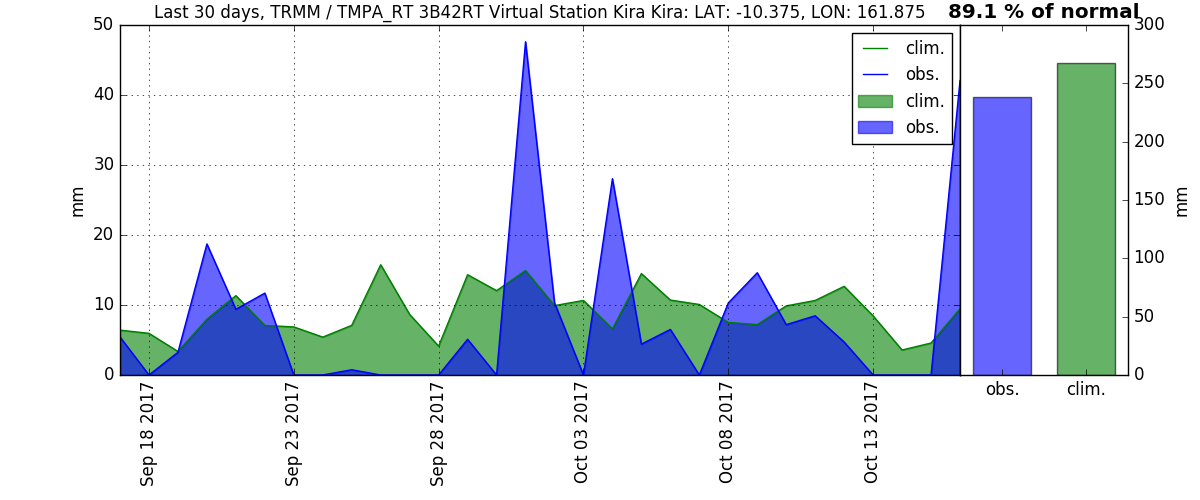 Last 30 days, TRMM / TMPA_RT 3B42RT Virtual Station Kira Kira: LAT: -10.375, LON: 161.875
89.1 % of normal
50
40
30
20
10
0
mm
clim.
obs.
clim.
obs.
300
250
200
150
100
50
0
mm
obs.
clim.
Sep 18 2017
Sep 23 2017
Sep 28 2017
Oct 03 2017
Oct 08 2017
Oct 13 2017